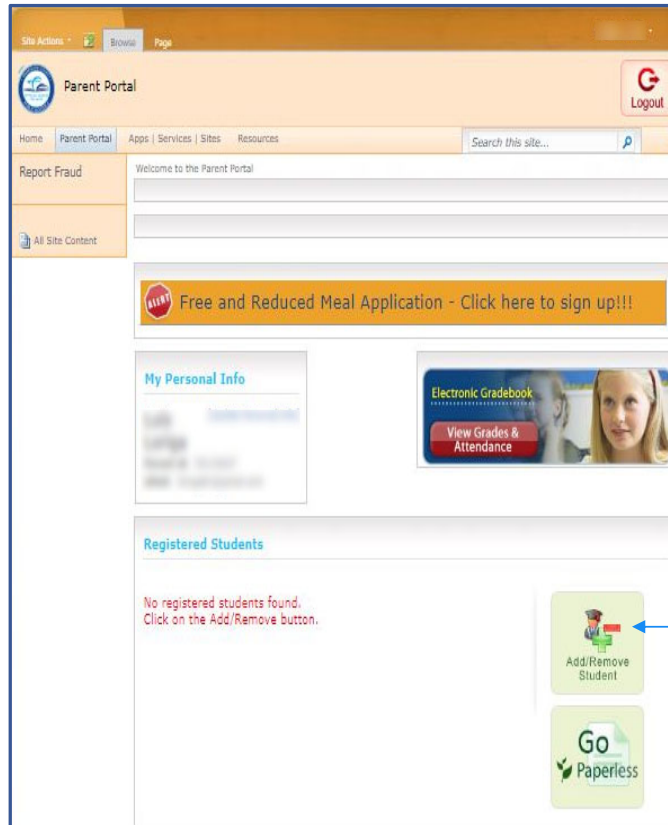 Site Actions
Browse
Page
Parent Portal
Logout
Home
Parent Portal
Apps | Services | Sites
Resources
Search this site...
Report Fraud
Welcome to the Parent Portal
All Site Content
ALERT
Free and Reduced Meal Application - Click here to sign up!!!
My Personal Info
Electronic Gradebook
View Grades &
Attendance
Registered Students
No registered students found.
Click on the Add/Remove button.
Add/Remove
Student
Go
Paperless